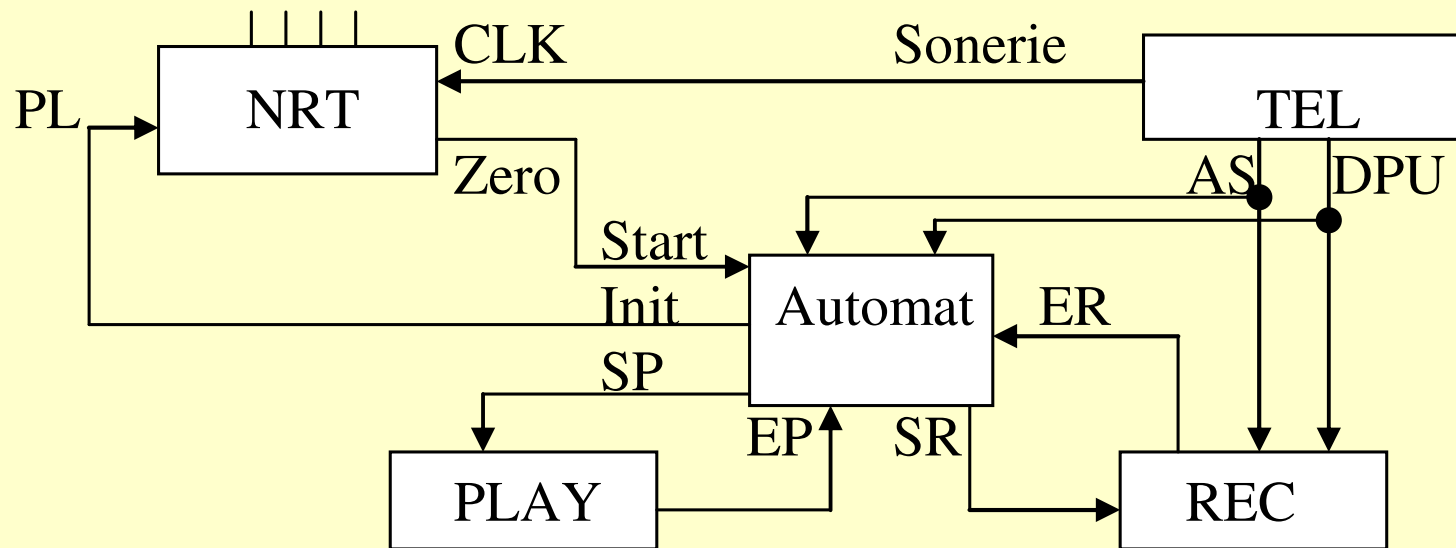 CLK
Sonerie
PL
NRT
TEL
Zero
AS
DPU
Start
Init
Automat
ER
SP
EP
SR
PLAY
REC